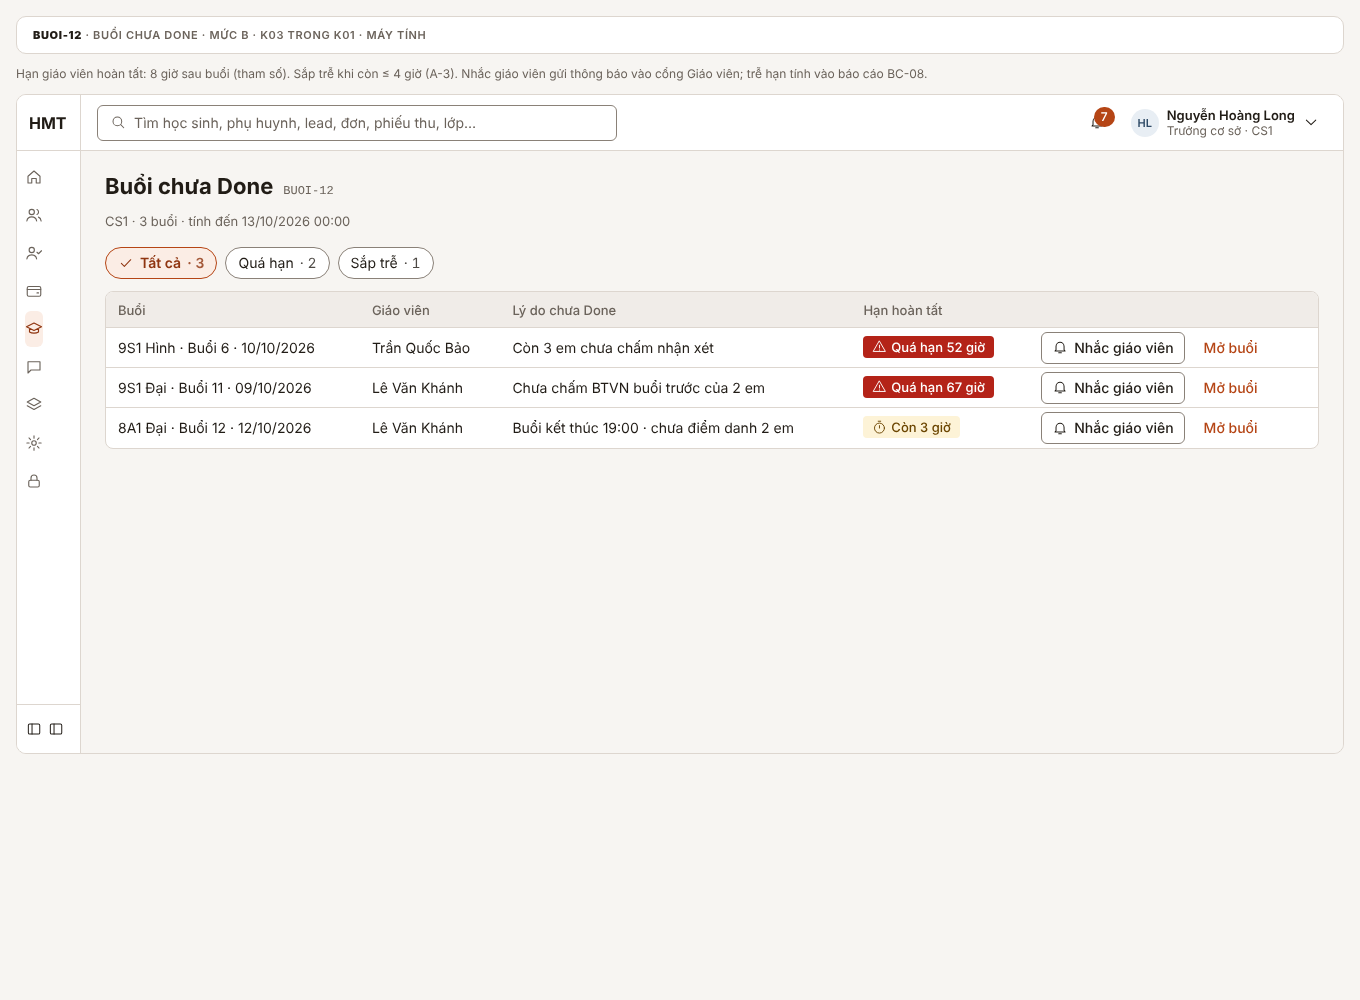 BUOI-12 · BUỔI CHƯA DONE · MỨC B · K03 TRONG K01 · MÁY TÍNH
Hạn giáo viên hoàn tất: 8 giờ sau buổi (tham số). Sắp trễ khi còn ≤ 4 giờ (A-3). Nhắc giáo viên gửi thông báo vào cổng Giáo viên; trễ hạn tính vào báo cáo BC-08.
HMT
Tìm học sinh, phụ huynh, lead, đơn, phiếu thu, lớp...
7
HL
Nguyễn Hoàng Long
Trưởng cơ sở · CS1
Buổi chưa Done BUOI-12
CS1 · 3 buổi · tính đến 13/10/2026 00:00
Tất cả · 3
Quá hạn · 2
Sắp trễ · 1
Buổi Giáo viên Lý do chưa Done Hạn hoàn tất
9S1 Hình · Buổi 6 · 10/10/2026 Trần Quốc Bảo Còn 3 em chưa chấm nhận xét Quá hạn 52 giờ Nhắc giáo viên Mở buổi
9S1 Đại · Buổi 11 · 09/10/2026 Lê Văn Khánh Chưa chấm BTVN buổi trước của 2 em Quá hạn 67 giờ Nhắc giáo viên Mở buổi
8A1 Đại · Buổi 12 · 12/10/2026 Lê Văn Khánh Buổi kết thúc 19:00 · chưa điểm danh 2 em Còn 3 giờ Nhắc giáo viên Mở buổi